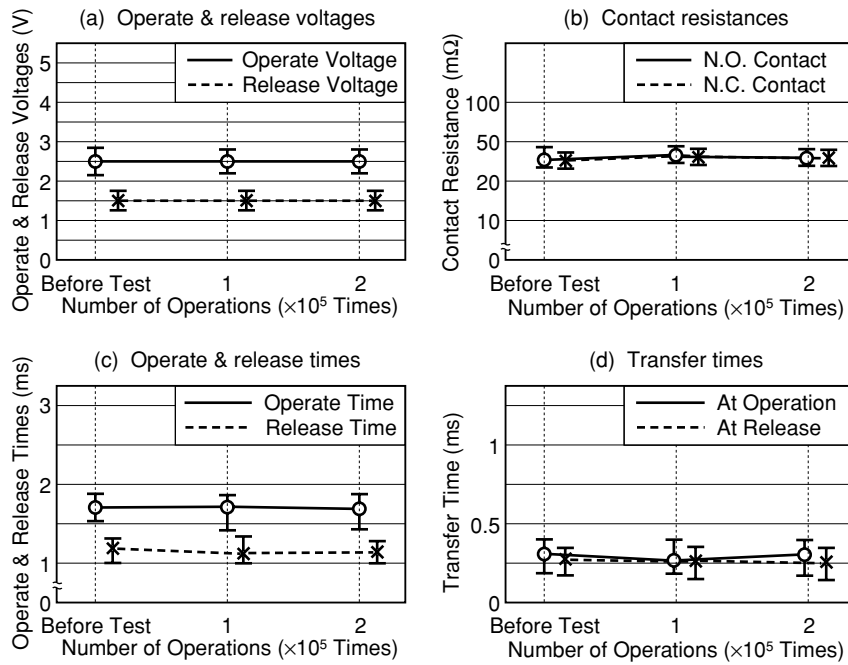 (a) Operate & release voltages
Operate & Release Voltages (V)
5
4
3
2
1
0
Operate Voltage
Release Voltage
Before Test 1 2
Number of Operations (×10⁵ Times)
(b) Contact resistances
Contact Resistance (mΩ)
100
50
20
10
0
N.O. Contact
N.C. Contact
Before Test 1 2
Number of Operations (×10⁵ Times)
(c) Operate & release times
Operate & Release Times (ms)
3
2
1
0
Operate Time
Release Time
Before Test 1 2
Number of Operations (×10⁵ Times)
(d) Transfer times
Transfer Time (ms)
1
0.5
0
At Operation
At Release
Before Test 1 2
Number of Operations (×10⁵ Times)